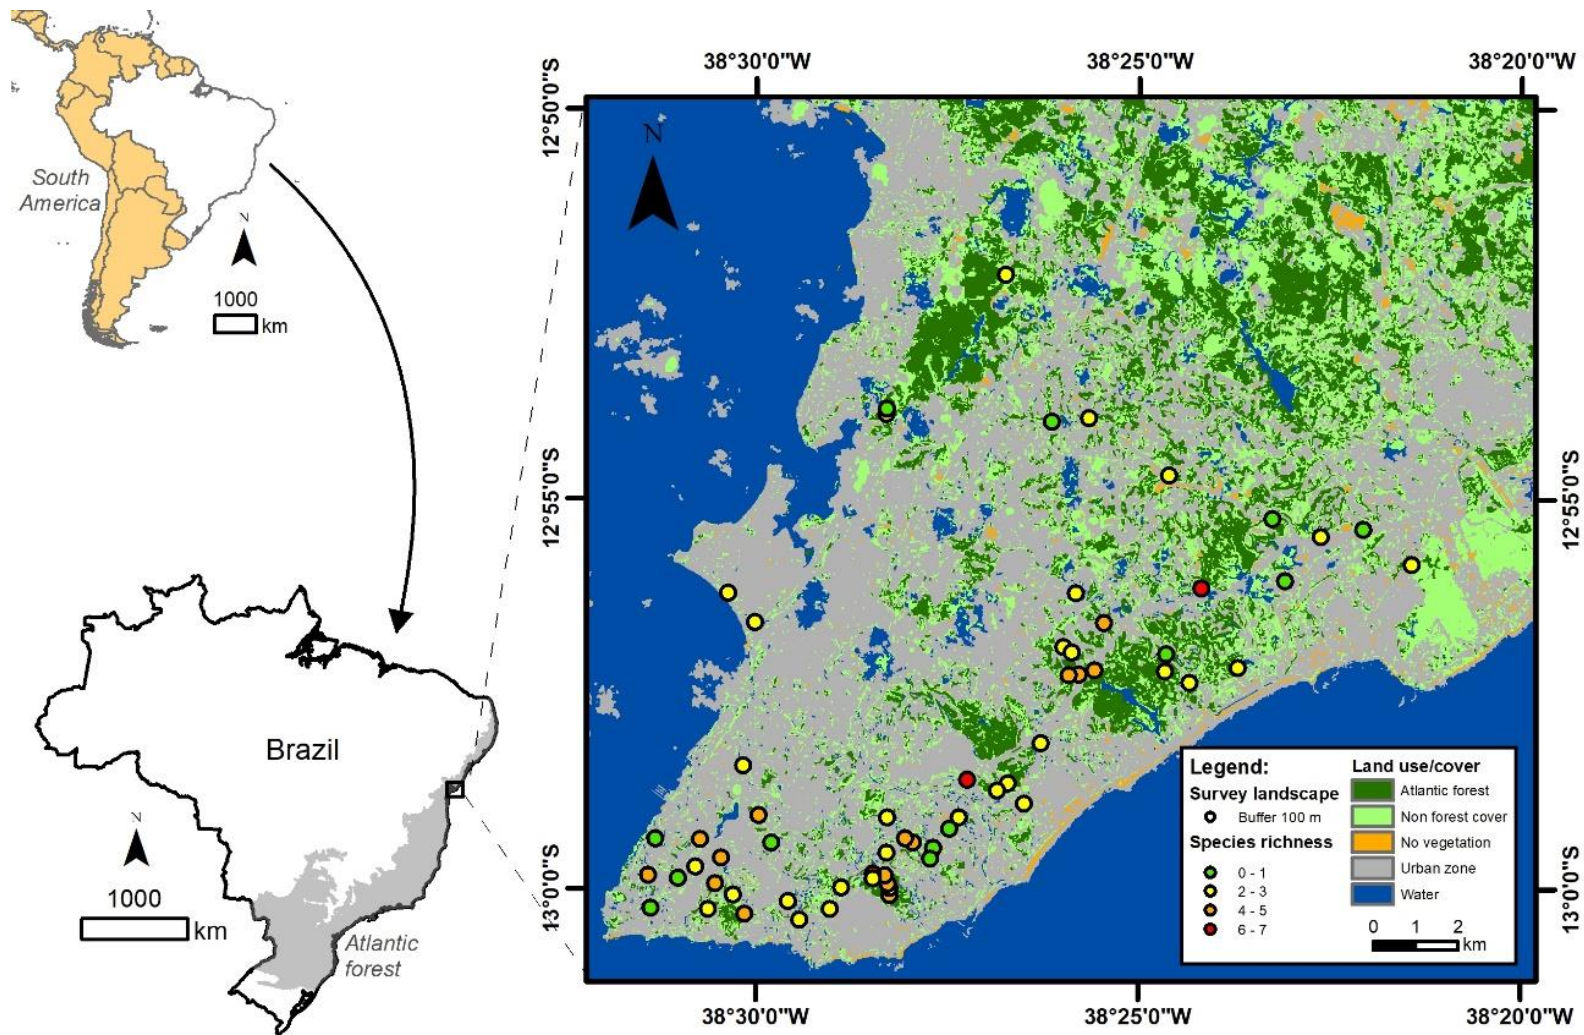 South
America
N
1000
km
Brazil
N
1000
km
Atlantic
forest
38°30'0"W
38°25'0"W
38°20'0"W
12°50'0"S
12°55'0"S
13°0'0"S
12°50'0"S
12°55'0"S
13°0'0"S
38°30'0"W
38°25'0"W
38°20'0"W
N
Legend:
Survey landscape
Buffer 100 m
Species richness
0 - 1
2 - 3
4 - 5
6 - 7
Land use/cover
Atlantic forest
Non forest cover
No vegetation
Urban zone
Water
0 1 2
km